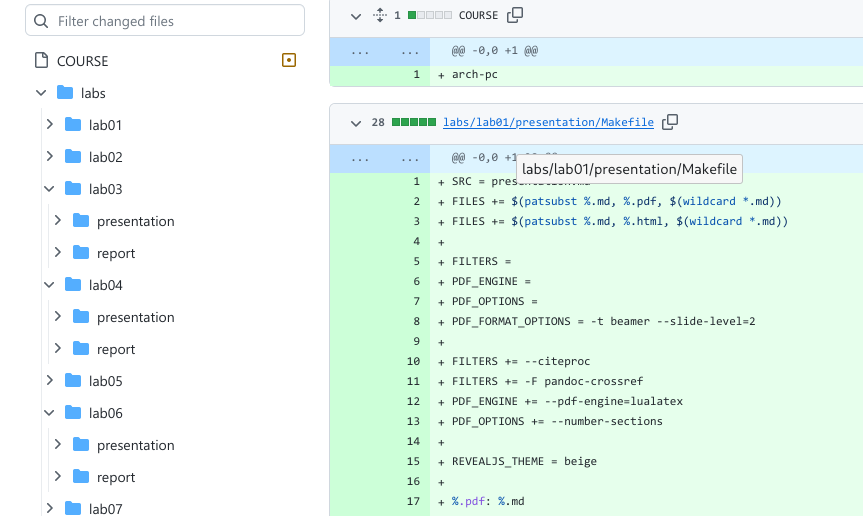 Filter changed files
COURSE
labs
lab01
lab02
lab03
presentation
report
lab04
presentation
report
lab05
lab06
presentation
report
lab07
1 COURSE
... ... @@ -0,0 +1 @@
1 + arch-pc
28 labs/lab01/presentation/Makefile
... ... @@ -0,0
labs/lab01/presentation/Makefile
1 + SRC =
2 + FILES += $(patsubst %.md, %.pdf, $(wildcard *.md))
3 + FILES += $(patsubst %.md, %.html, $(wildcard *.md))
4 +
5 + FILTERS =
6 + PDF_ENGINE =
7 + PDF_OPTIONS =
8 + PDF_FORMAT_OPTIONS = -t beamer --slide-level=2
9 +
10 + FILTERS += --citeproc
11 + FILTERS += -F pandoc-crossref
12 + PDF_ENGINE += --pdf-engine=lualatex
13 + PDF_OPTIONS += --number-sections
14 +
15 + REVEALJS_THEME = beige
16 +
17 + %.pdf: %.md